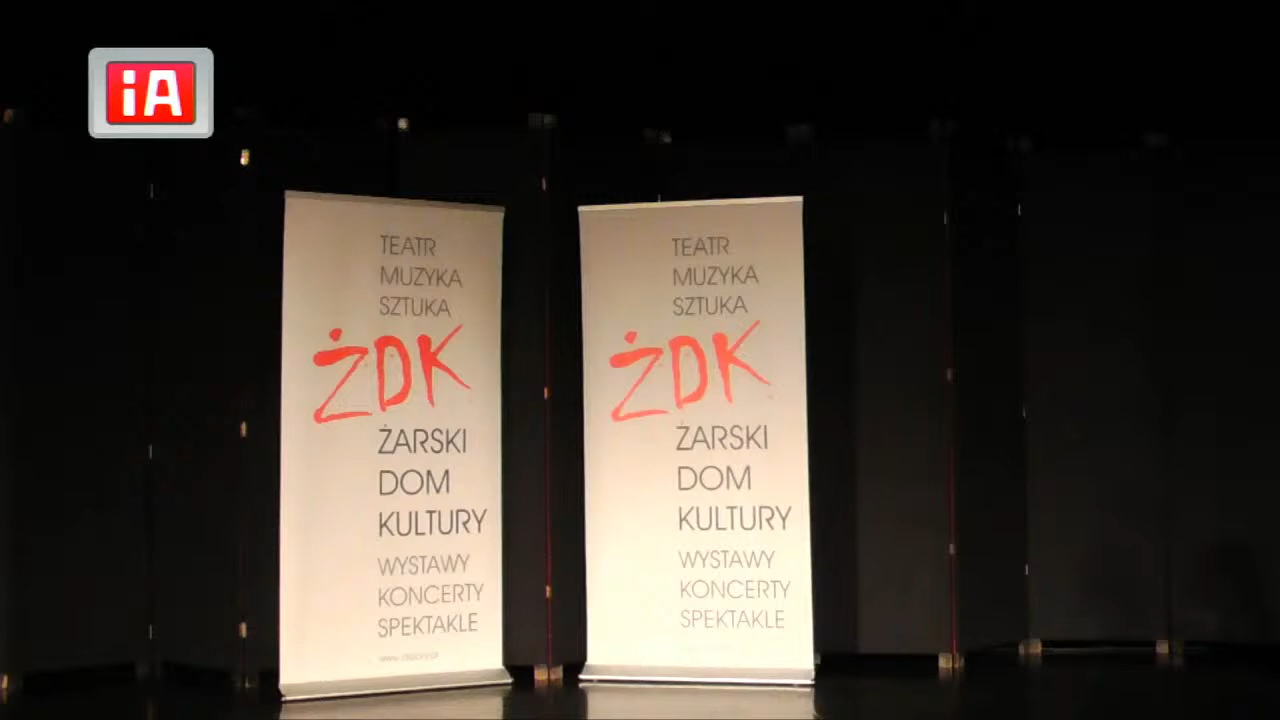 iA
TEATR
MUZYKA
SZTUKA
ŻDK
ŻARSKI
DOM
KULTURY
WYSTAWY
KONCERTY
SPEKTAKLE
TEATR
MUZYKA
SZTUKA
ŻDK
ŻARSKI
DOM
KULTURY
WYSTAWY
KONCERTY
SPEKTAKLE